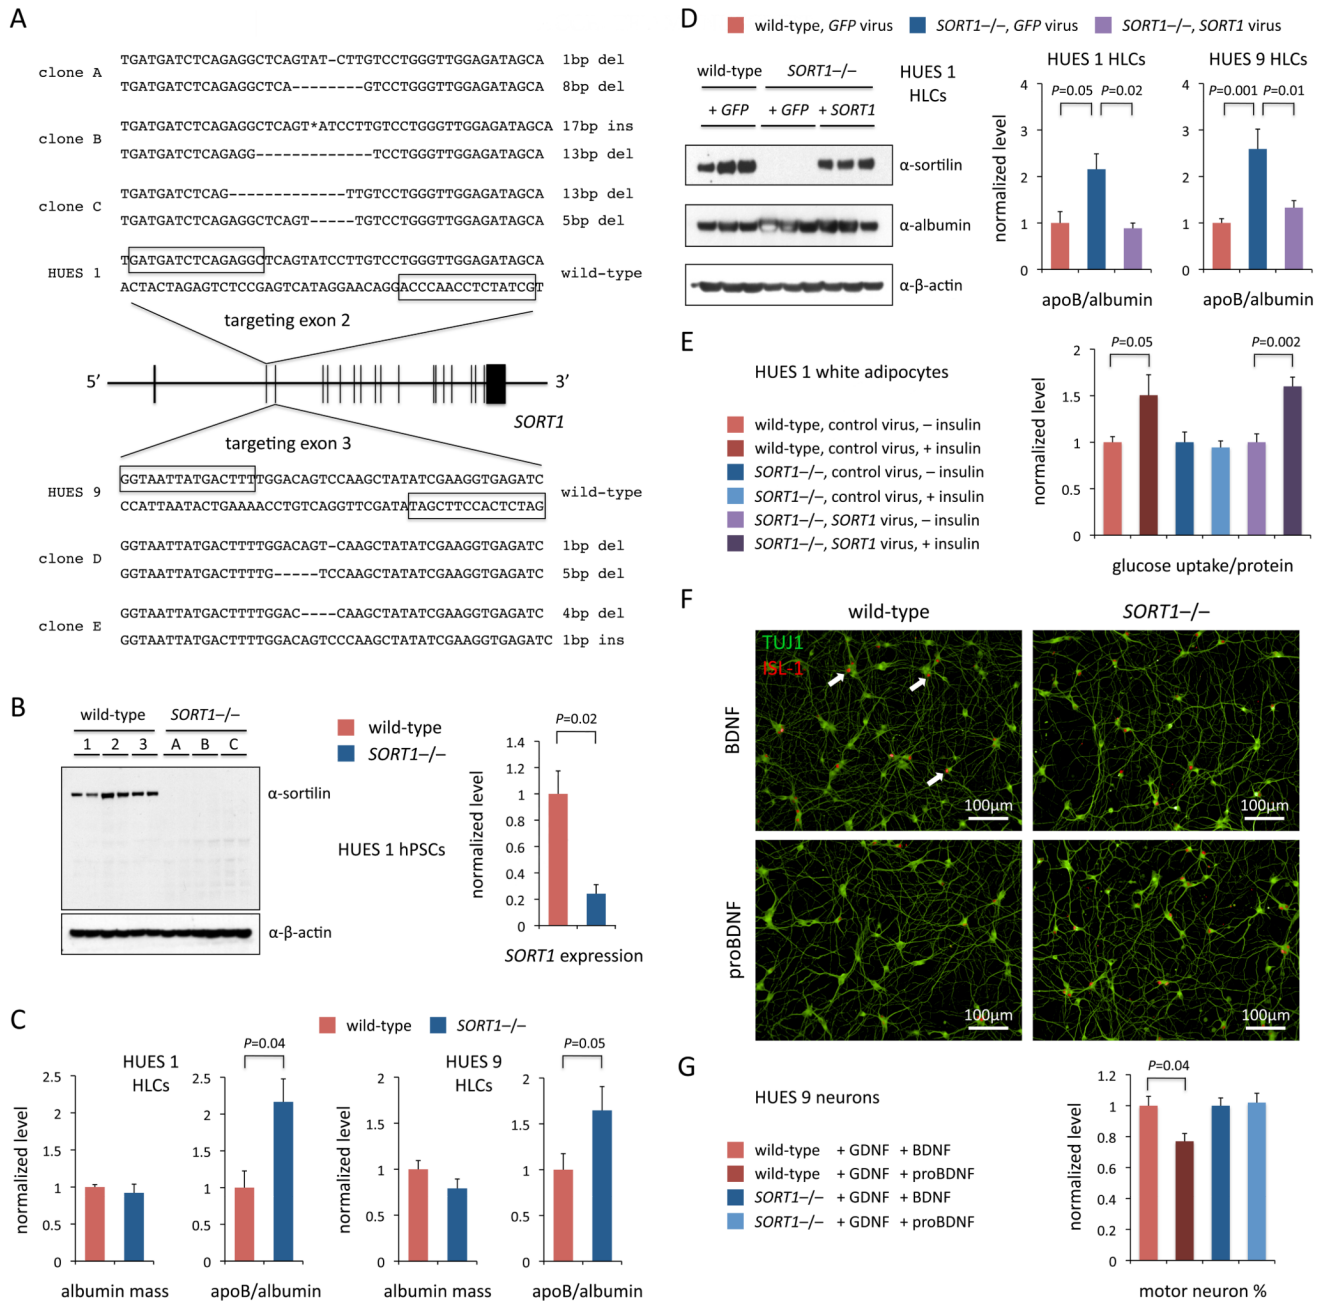 A
TGATGATCTCAGAGGCTCAGTAT-CTTGTCCTGGGTTGGAGATAGCA 1bp del
clone A
TGATGATCTCAGAGGCTCA--------GTCCTGGGTTGGAGATAGCA 8bp del
TGATGATCTCAGAGGCTCAGT*ATCCTTGTCCTGGGTTGGAGATAGCA 17bp ins
clone B
TGATGATCTCAGAGG-------------TCCTGGGTTGGAGATAGCA 13bp del
TGATGATCTCAG-------------TTGTCCTGGGTTGGAGATAGCA 13bp del
clone C
TGATGATCTCAGAGGCTCAGT-----TGTCCTGGGTTGGAGATAGCA 5bp del
TGATGATCTCAGAGGCTCAGTATCCTTGTCCTGGGTTGGAGATAGCA
HUES 1 wild-type
ACTACTAGAGTCTCCGAGTCATAGGAACAGGACCCAACCTCTATCGT
targeting exon 2
5’ 3’
SORT1
targeting exon 3
GGTAATTATGACTTTTGGACAGTCCAAGCTATATCGAAGGTGAGATC
HUES 9 wild-type
CCATTAATACTGAAAACCTGTCAGGTTCGATATAGCTTCCACTCTAG
GGTAATTATGACTTTTGGACAGT-CAAGCTATATCGAAGGTGAGATC 1bp del
clone D
GGTAATTATGACTTTTG-----TCCAAGCTATATCGAAGGTGAGATC 5bp del
GGTAATTATGACTTTTGGAC----CAAGCTATATCGAAGGTGAGATC 4bp del
clone E
GGTAATTATGACTTTTGGACAGTCCCAAGCTATATCGAAGGTGAGATC 1bp ins
B
wild-type SORT1–/–
1 2 3 A B C
α-sortilin
α-β-actin
wild-type
SORT1–/–
HUES 1 hPSCs
P=0.02
normalized level
1.4
1.2
1
0.8
0.6
0.4
0.2
0
SORT1 expression
C
wild-type SORT1–/–
HUES 1 HLCs
normalized level
2.5
2
1.5
1
0.5
0
albumin mass
P=0.04
2.5
2
1.5
1
0.5
0
apoB/albumin
HUES 9 HLCs
normalized level
2
1.5
1
0.5
0
albumin mass
P=0.05
2
1.5
1
0.5
0
apoB/albumin
D
wild-type, GFP virus SORT1–/–, GFP virus SORT1–/–, SORT1 virus
wild-type SORT1–/–
+ GFP + GFP + SORT1
HUES 1 HLCs
α-sortilin
α-albumin
α-β-actin
HUES 1 HLCs
P=0.05 P=0.02
normalized level
4
3
2
1
0
apoB/albumin
HUES 9 HLCs
P=0.001 P=0.01
4
3
2
1
0
apoB/albumin
E
HUES 1 white adipocytes
wild-type, control virus, – insulin
wild-type, control virus, + insulin
SORT1–/–, control virus, – insulin
SORT1–/–, control virus, + insulin
SORT1–/–, SORT1 virus, – insulin
SORT1–/–, SORT1 virus, + insulin
P=0.05 P=0.002
normalized level
2
1.5
1
0.5
0
glucose uptake/protein
F
wild-type SORT1–/–
TUJ1
ISL-1
BDNF
100µm 100µm
proBDNF
100µm 100µm
G
HUES 9 neurons
wild-type + GDNF + BDNF
wild-type + GDNF + proBDNF
SORT1–/– + GDNF + BDNF
SORT1–/– + GDNF + proBDNF
P=0.04
normalized level
1.2
1
0.8
0.6
0.4
0.2
0
motor neuron %